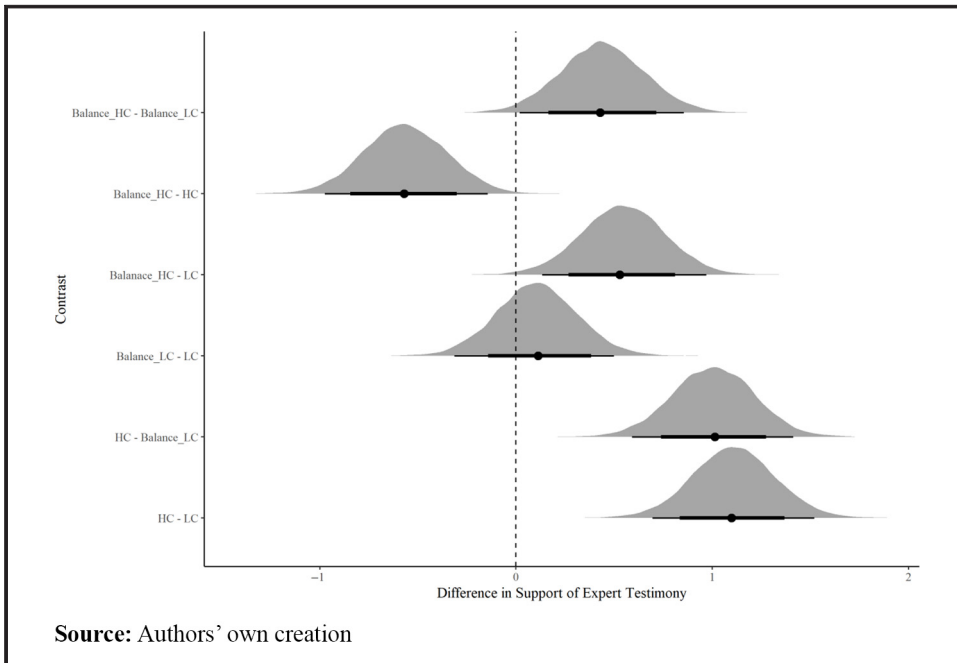 Balance_HC - Balance_LC
Balance_HC - HC
Balanace_HC - LC
Balance_LC - LC
HC - Balance_LC
HC - LC
Contrast
−1
0
1
2
Difference in Support of Expert Testimony
Source: Authors’ own creation